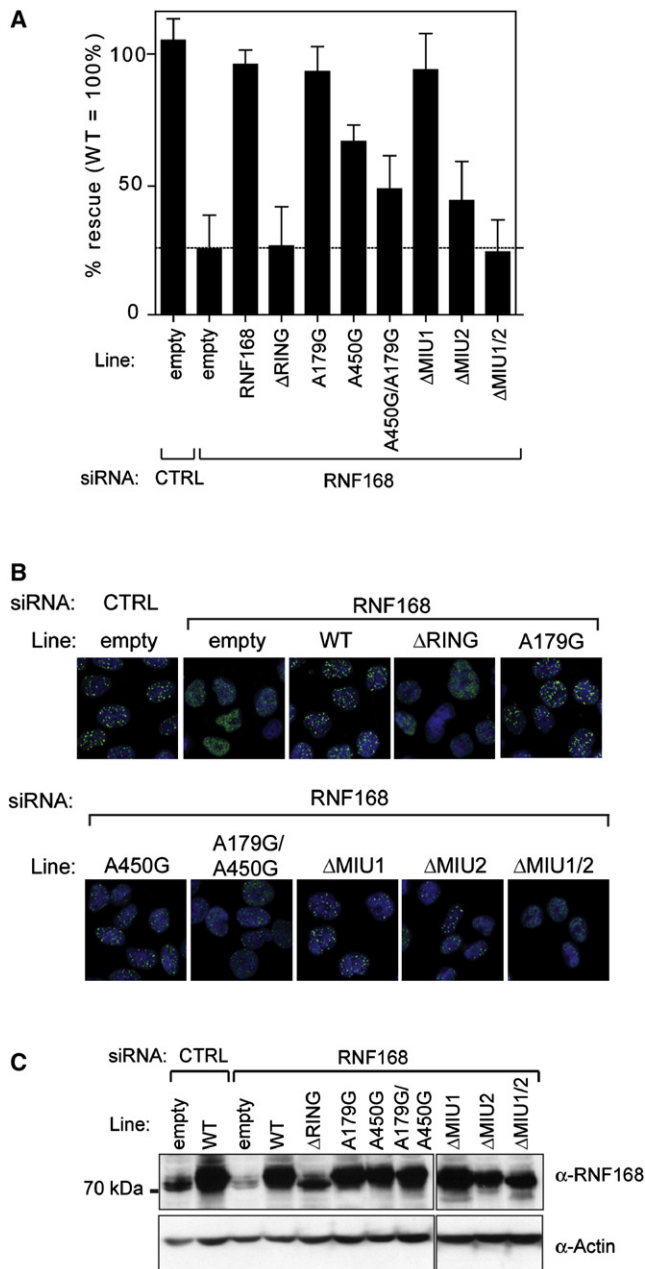 A
% rescue (WT = 100%)
100
50
0
Line:
empty
empty
RNF168
ΔRING
A179G
A450G
A450G/A179G
ΔMIU1
ΔMIU2
ΔMIU1/2
siRNA: CTRL RNF168
B
siRNA: CTRL RNF168
Line: empty empty WT ΔRING A179G
siRNA: RNF168
Line: A450G A179G/ ΔMIU1 ΔMIU2 ΔMIU1/2
A450G
C
siRNA: CTRL RNF168
Line:
empty
WT
empty
WT
ΔRING
A179G
A450G
A179G/
A450G
ΔMIU1
ΔMIU2
ΔMIU1/2
70 kDa
α-RNF168
α-Actin